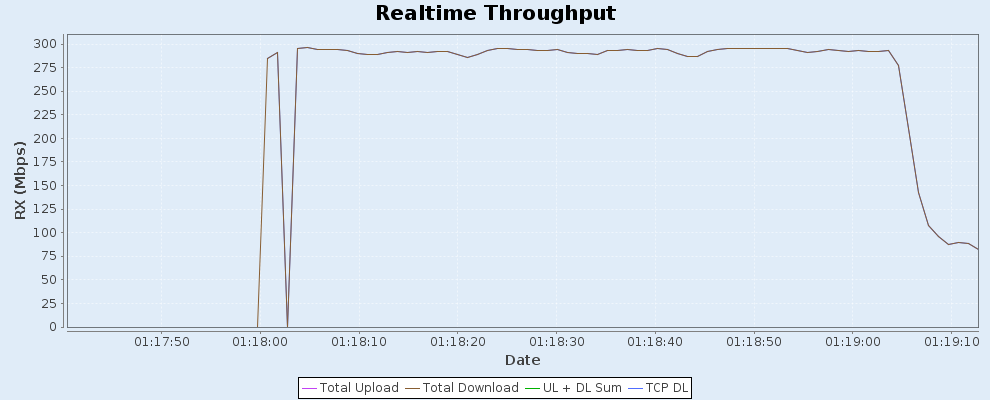 Realtime Throughput
RX (Mbps)
300
275
250
225
200
175
150
125
100
75
50
25
0
01:17:50 01:18:00 01:18:10 01:18:20 01:18:30 01:18:40 01:18:50 01:19:00 01:19:10
Date
Total Upload Total Download UL + DL Sum TCP DL